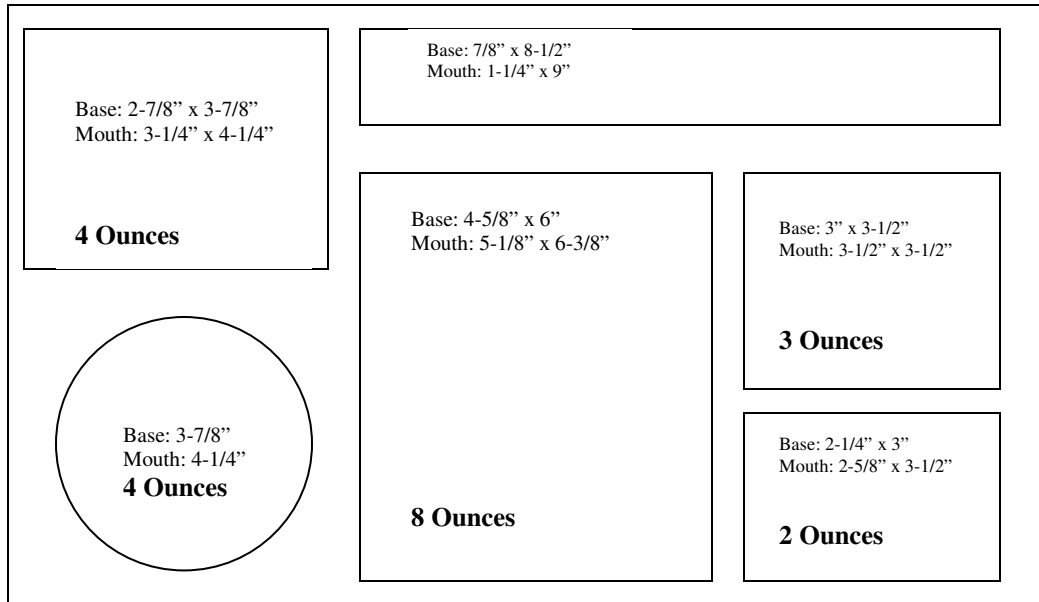 Base: 2-7/8” x 3-7/8”
Mouth: 3-1/4” x 4-1/4”
4 Ounces
Base: 7/8” x 8-1/2”
Mouth: 1-1/4” x 9”
Base: 4-5/8” x 6”
Mouth: 5-1/8” x 6-3/8”
8 Ounces
Base: 3” x 3-1/2”
Mouth: 3-1/2” x 3-1/2”
3 Ounces
Base: 3-7/8”
Mouth: 4-1/4”
4 Ounces
Base: 2-1/4” x 3”
Mouth: 2-5/8” x 3-1/2”
2 Ounces